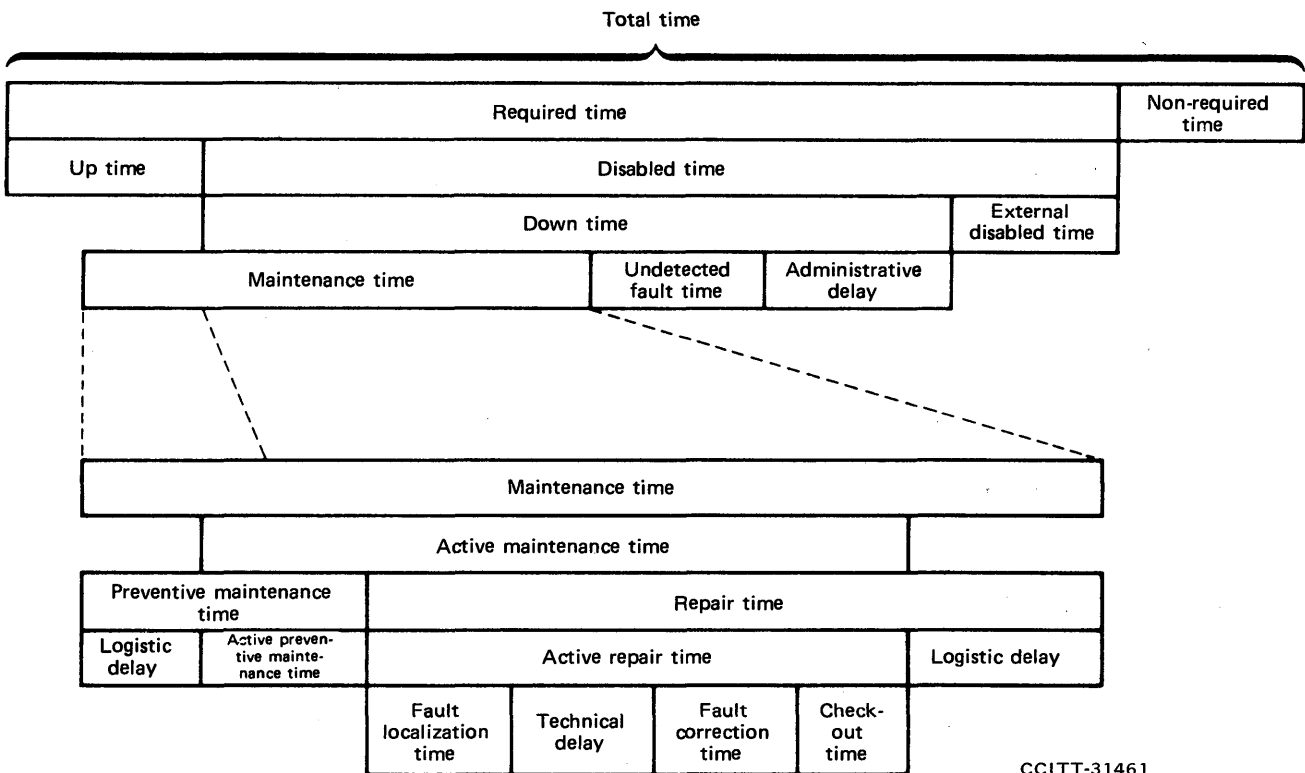 Total time
Required time
Non-required
time
Up time
Disabled time
Down time
External
disabled time
Maintenance time
Undetected
fault time
Administrative
delay
Maintenance time
Active maintenance time
Preventive maintenance
time
Repair time
Logistic
delay
Active preven-
tive mainte-
nance time
Active repair time
Logistic delay
Fault
localization
time
Technical
delay
Fault
correction
time
Check-
out
time
CCITT-31461